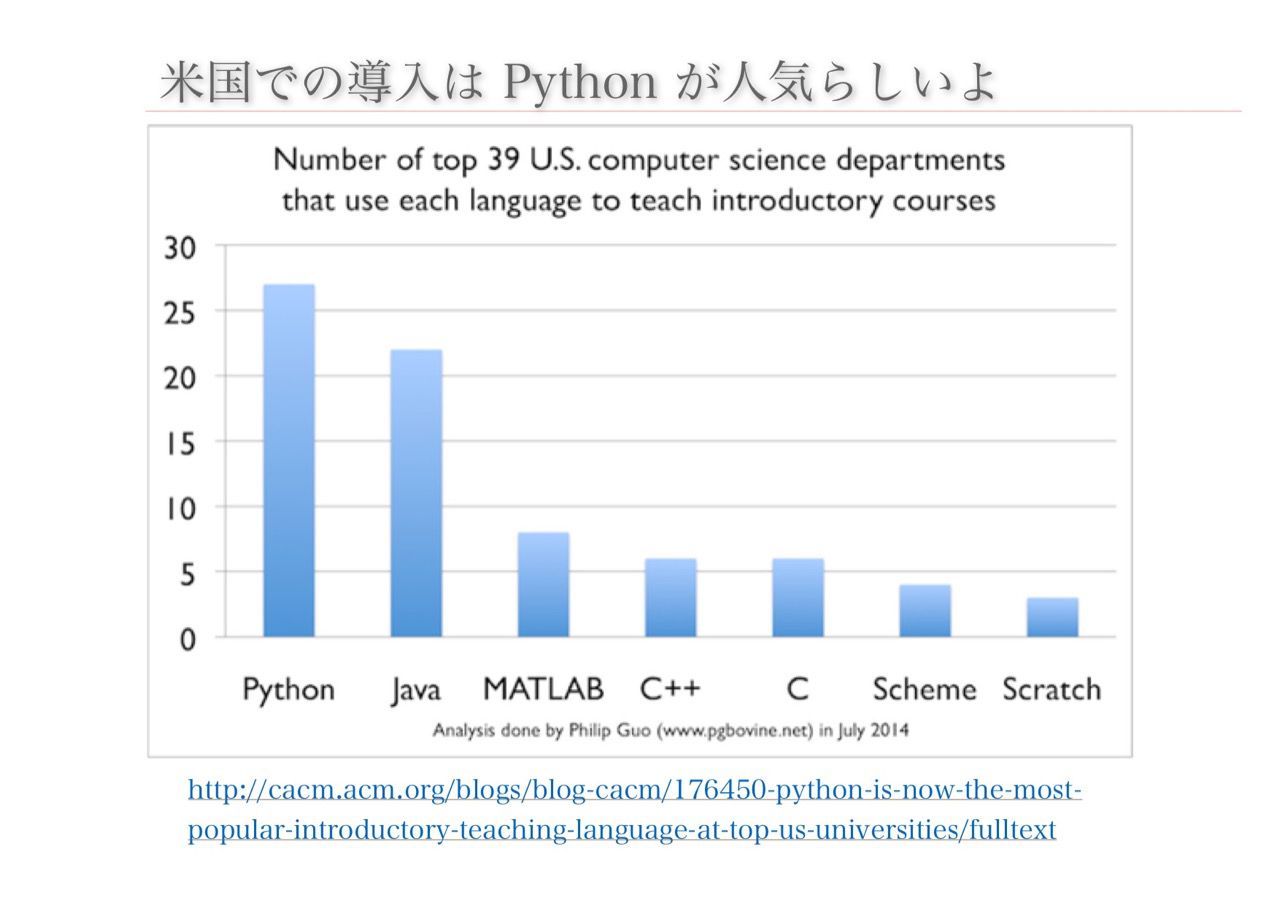 米国での導入は Python が人気らしいよ
Number of top 39 U.S. computer science departments
that use each language to teach introductory courses
30
25
20
15
10
5
0
Python Java MATLAB C++ C Scheme Scratch
Analysis done by Philip Guo (www.pgbovine.net) in July 2014
http://cacm.acm.org/blogs/blog-cacm/176450-python-is-now-the-most-
popular-introductory-teaching-language-at-top-us-universities/fulltext